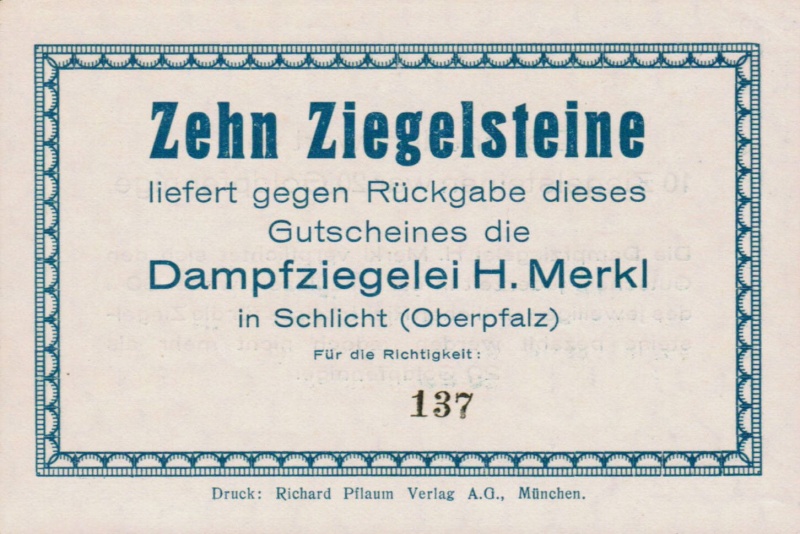 Zehn Ziegelsteine
liefert gegen Rückgabe dieses
Gutscheines die
Dampfziegelei H. Merkl
in Schlicht (Oberpfalz)
Für die Richtigkeit:
137
Druck: Richard Pflaum Verlag A.G., München.